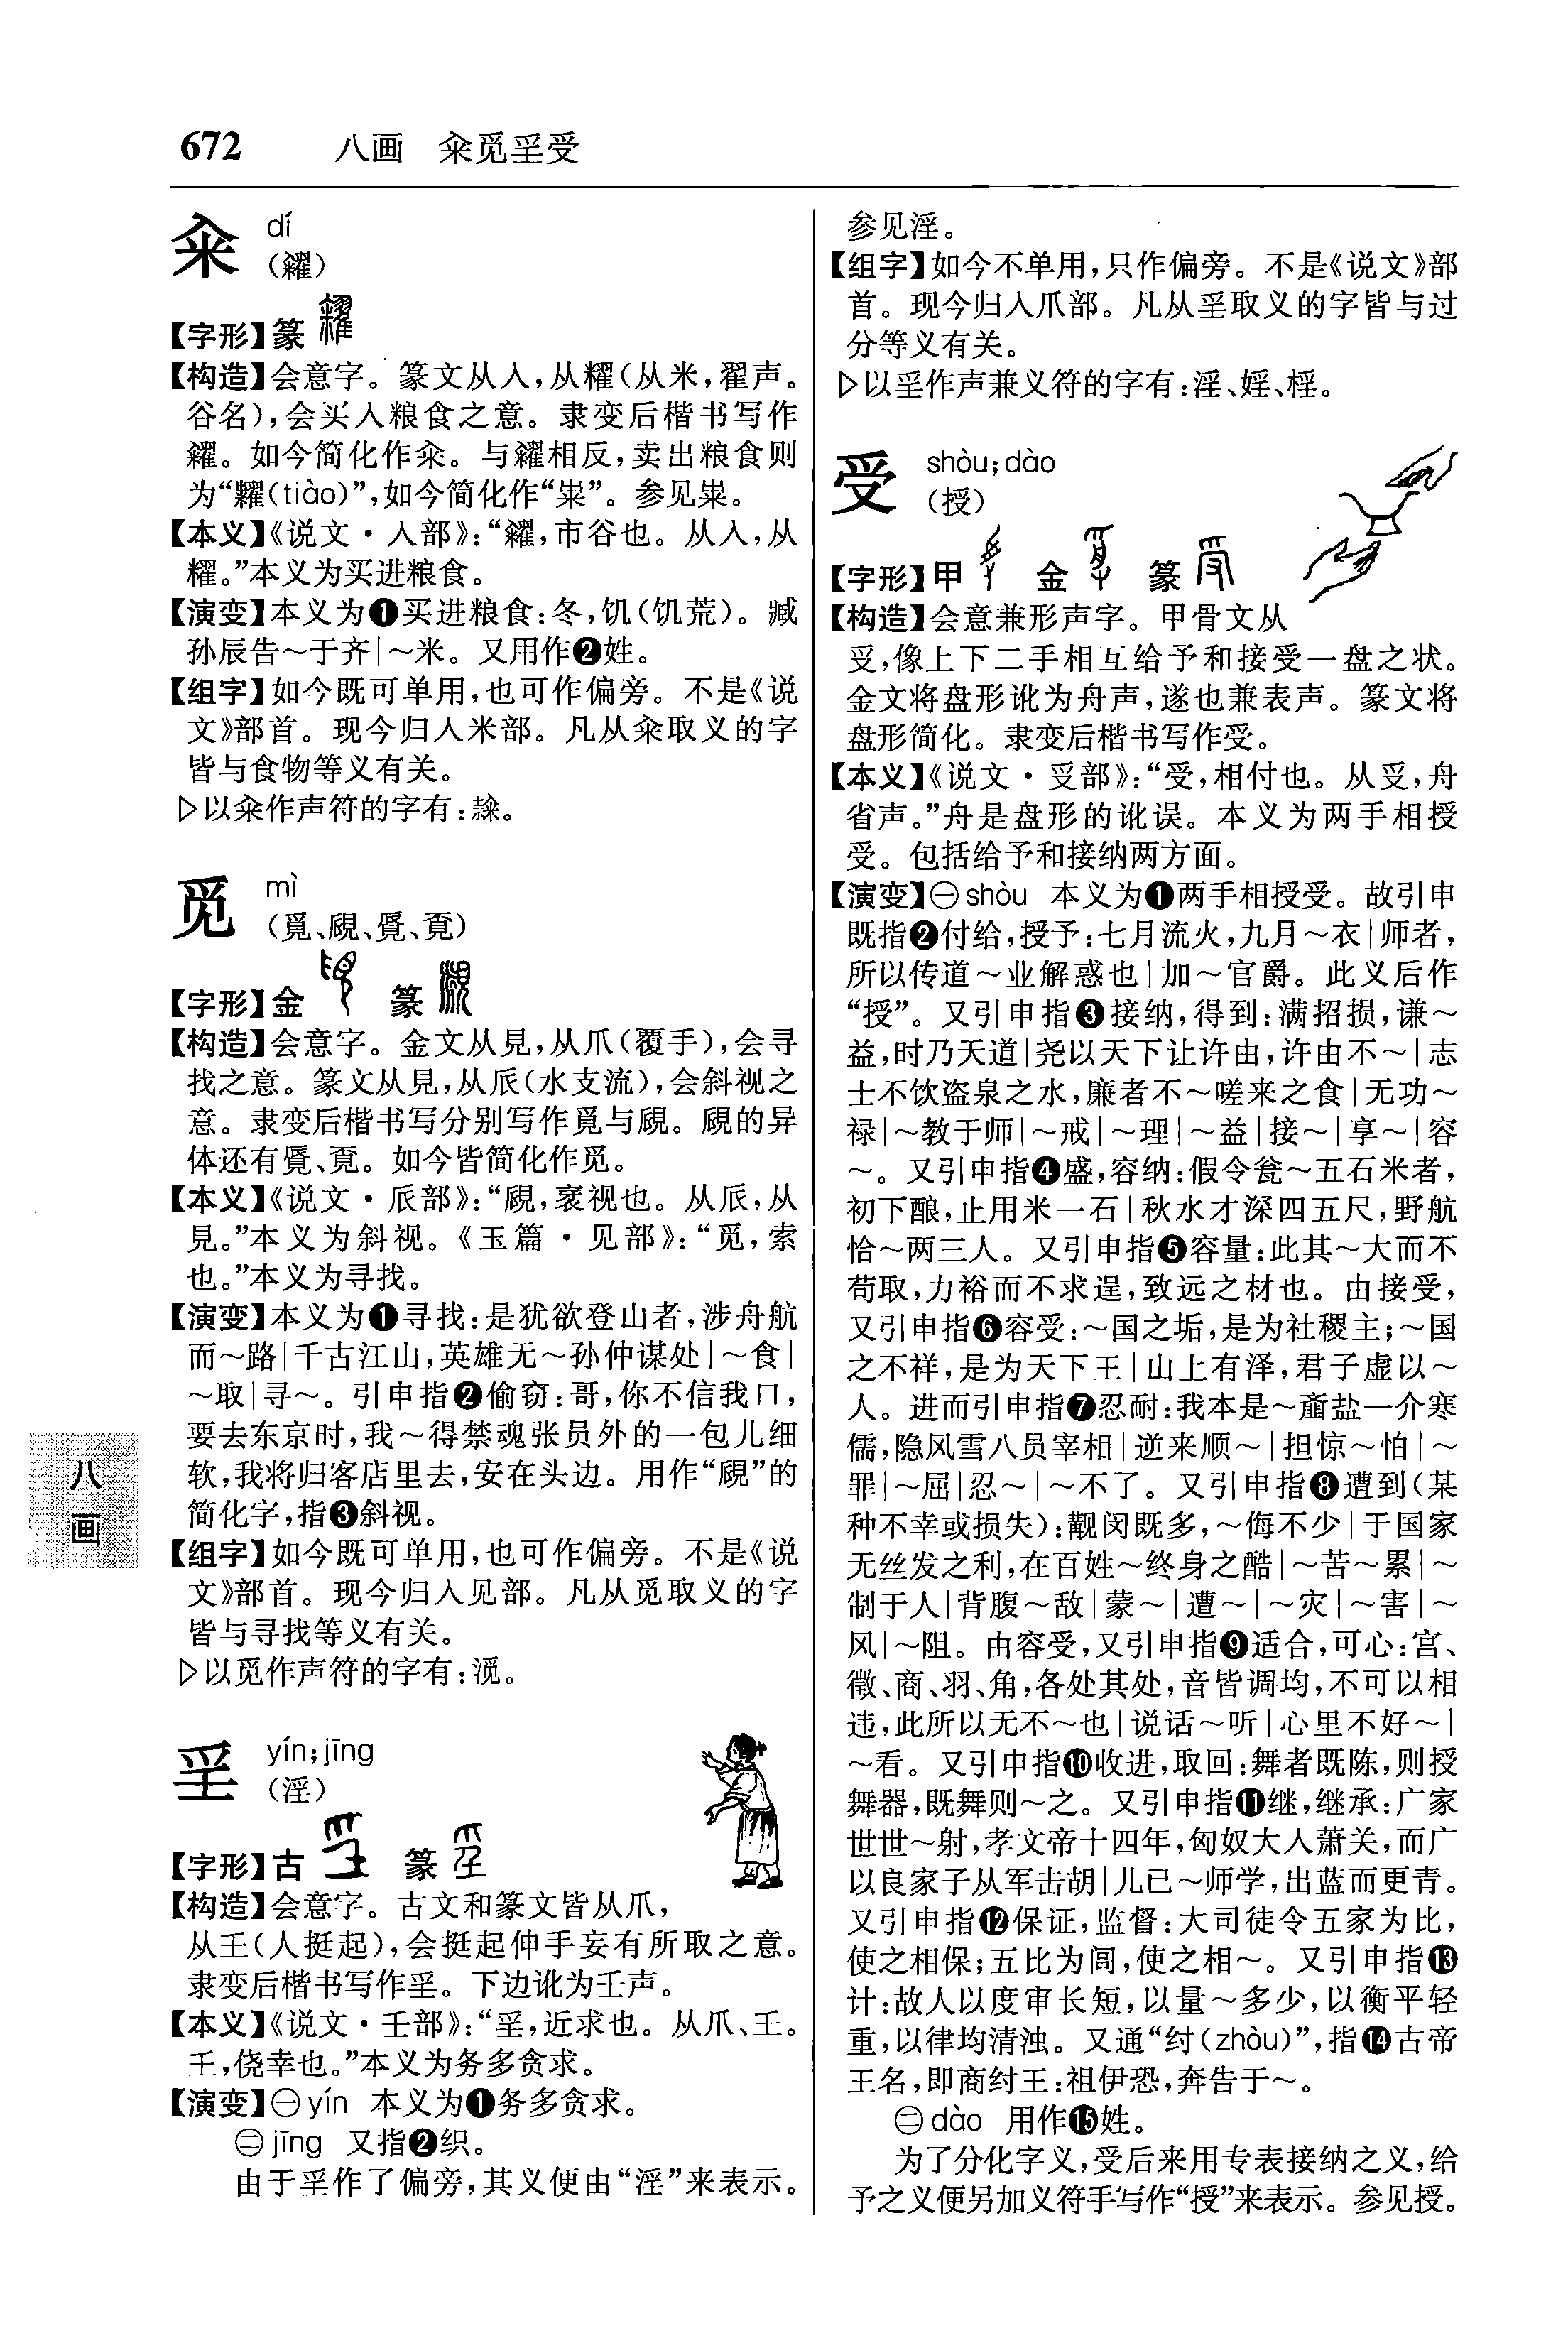 672 八画 籴觅㸒受
籴 dí
(糴)
【字形】篆
【构造】会意字。篆文从入,从糴(从米,翟声。
谷名),会买入粮食之意。隶变后楷书写作
糴。如今简化作籴。与糴相反,卖出粮食则
为“糶(tiào)”,如今简化作“粜”。参见粜。
【本义】《说文·入部》:“糴,市谷也。从入,从
䊮。”本义为买进粮食。
【演变】本义为❶买进粮食:冬,饥(饥荒)。臧
孙辰告～于齐|～米。又用作❷姓。
【组字】如今既可单用,也可作偏旁。不是《说
文》部首。现今归入米部。凡从籴取义的字
皆与食物等义有关。
▷以籴作声符的字有:。
觅 mì
(覓、覛、覔)
【字形】金 篆
【构造】会意字。金文从見,从爪(覆手),会寻
找之意。篆文从見,从𠂢(水支流),会斜视之
意。隶变后楷书写分别写作覓与覛。覛的异
体还有、覔。如今皆简化作觅。
【本义】《说文·𠂢部》:“覛,衺视也。从𠂢,从
見。”本义为斜视。《玉篇·见部》:“觅,索
也。”本义为寻找。
【演变】本义为❶寻找:是犹欲登山者,涉舟航
而～路|千古江山,英雄无～孙仲谋处|～食|
～取|寻～。引申指❷偷窃:哥,你不信我口,
要去东京时,我～得禁魂张员外的一包儿细
软,我将归客店里去,安在头边。用作“覛”的
简化字,指❸斜视。
【组字】如今既可单用,也可作偏旁。不是《说
文》部首。现今归入见部。凡从觅取义的字
皆与寻找等义有关。
▷以觅作声符的字有:。
㸒 yín;jīng
(淫)
【字形】古 篆
【构造】会意字。古文和篆文皆从爪,
从𡈼(人挺起),会挺起伸手妄有所取之意。
隶变后楷书写作㸒。下边讹为壬声。
【本义】《说文·𡈼部》:“㸒,近求也。从爪、𡈼。
𡈼,侥幸也。”本义为务多贪求。
【演变】㊀yín 本义为❶务多贪求。
㊁jīng 又指❷织。
由于㸒作了偏旁,其义便由“淫”来表示。
参见淫。
【组字】如今不单用,只作偏旁。不是《说文》部
首。现今归入爪部。凡从㸒取义的字皆与过
分等义有关。
▷以㸒作声兼义符的字有:淫、婬、。
受 shòu;dào
(授)
【字形】甲 金 篆
【构造】会意兼形声字。甲骨文从
𠬪,像上下二手相互给予和接受一盘之状。
金文将盘形讹为舟声,遂也兼表声。篆文将
盘形简化。隶变后楷书写作受。
【本义】《说文·𠬪部》:“受,相付也。从𠬪,舟
省声。”舟是盘形的讹误。本义为两手相授
受。包括给予和接纳两方面。
【演变】㊀shòu 本义为❶两手相授受。故引申
既指❷付给,授予:七月流火,九月～衣|师者,
所以传道～业解惑也|加～官爵。此义后作
“授”。又引申指❸接纳,得到:满招损,谦～
益,时乃天道|尧以天下让许由,许由不～|志
士不饮盗泉之水,廉者不～嗟来之食|无功～
禄|～教于师|～戒|～理|～益|接～|享～|容
～。又引申指❹盛,容纳:假令瓮～五石米者,
初下酿,止用米一石|秋水才深四五尺,野航
恰～两三人。又引申指❺容量:此其～大而不
苟取,力裕而不求逞,致远之材也。由接受,
又引申指❻容受:～国之垢,是为社稷主;～国
之不祥,是为天下王|山上有泽,君子虚以～
人。进而引申指❼忍耐:我本是～齑盐一介寒
儒,隐风雪八员宰相|逆来顺～|担惊～怕|～
罪|～屈|忍～|～不了。又引申指❽遭到(某
种不幸或损失):觏闵既多,～侮不少|于国家
无丝发之利,在百姓～终身之酷|～苦～累|～
制于人|背腹～敌|蒙～|遭～|～灾|～害|～
风|～阻。由容受,又引申指❾适合,可心:宫、
徵、商、羽、角,各处其处,音皆调均,不可以相
违,此所以无不～也|说话～听|心里不好～|
～看。又引申指❿收进,取回:舞者既陈,则授
舞器,既舞则～之。又引申指⓫继,继承:广家
世世～射,孝文帝十四年,匈奴大入萧关,而广
以良家子从军击胡|儿已～师学,出蓝而更青。
又引申指⓬保证,监督:大司徒令五家为比,
使之相保;五比为闾,使之相～。又引申指⓭
计:故人以度审长短,以量～多少,以衡平轻
重,以律均清浊。又通“纣(zhòu)”,指⓮古帝
王名,即商纣王:祖伊恐,奔告于～。
㊁dào 用作⓯姓。
为了分化字义,受后来用专表接纳之义,给
予之义便另加义符手写作“授”来表示。参见授。
八
画